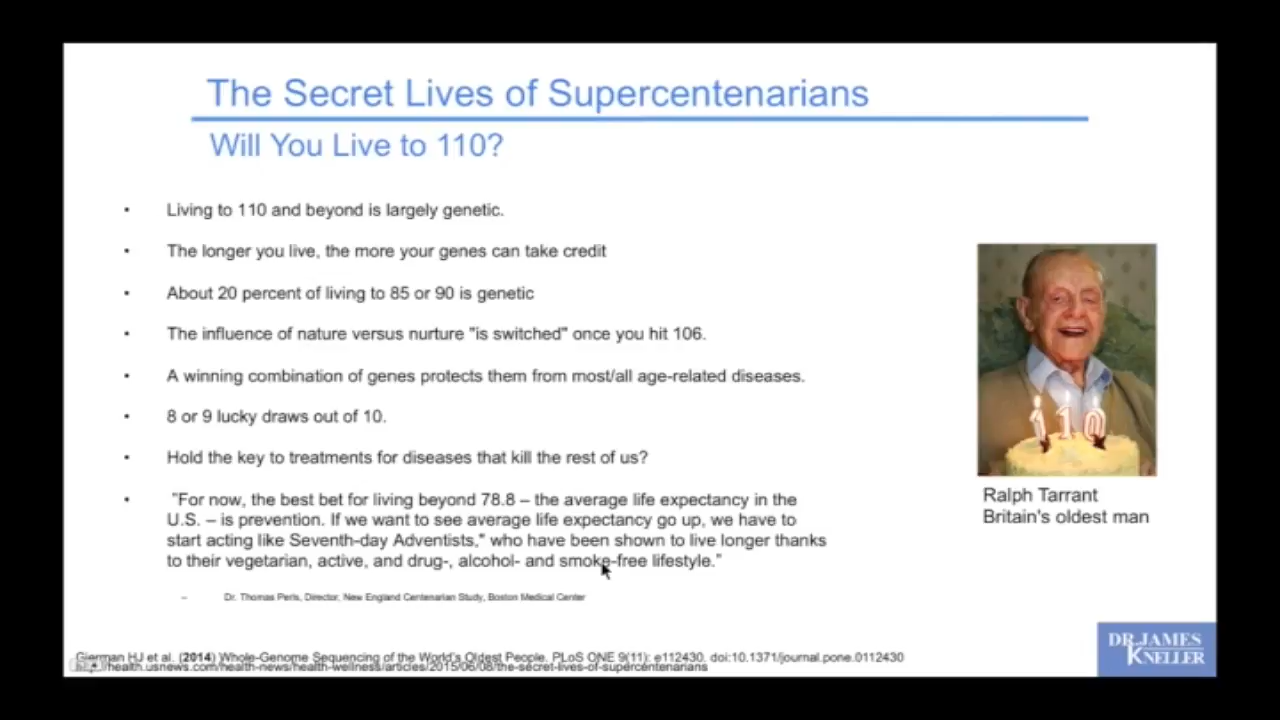 The Secret Lives of Supercentenarians
Will You Live to 110?
• Living to 110 and beyond is largely genetic.
• The longer you live, the more your genes can take credit
• About 20 percent of living to 85 or 90 is genetic
• The influence of nature versus nurture "is switched" once you hit 106.
• A winning combination of genes protects them from most/all age-related diseases.
• 8 or 9 lucky draws out of 10.
• Hold the key to treatments for diseases that kill the rest of us?
• "For now, the best bet for living beyond 78.8 – the average life expectancy in the
U.S. – is prevention. If we want to see average life expectancy go up, we have to
start acting like Seventh-day Adventists," who have been shown to live longer thanks
to their vegetarian, active, and drug-, alcohol- and smoke-free lifestyle."
– Dr. Thomas Perls, Director, New England Centenarian Study, Boston Medical Center
110
Ralph Tarrant
Britain's oldest man
Gierman HJ et al. (2014) Whole-Genome Sequencing of the World's Oldest People. PLoS ONE 9(11): e112430. doi:10.1371/journal.pone.0112430
health.usnews.com/health-news/health-wellness/articles/2015/06/08/the-secret-lives-of-supercentenarians
DR. JAMES
KNELLER